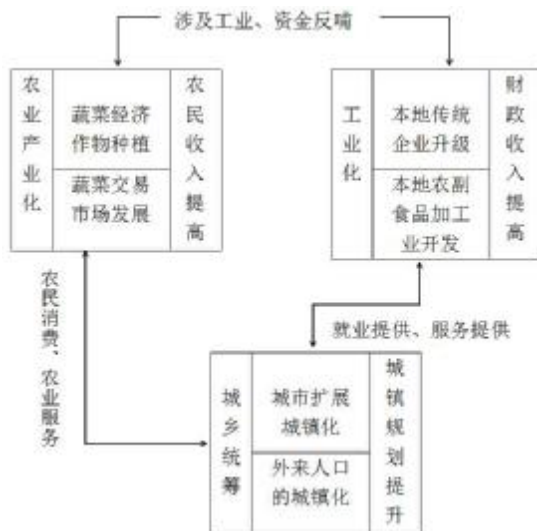 涉及工业、资金反哺
农业产业化
蔬菜经济
作物种植
蔬菜交易
市场发展
农民收入提高
工业化
本地传统
企业升级
本地农副
食品加工
业开发
财政收入提高
农民消费、农业服务
就业提供、服务提供
城乡统筹
城市扩展
城镇化
外来人口
的城镇化
城镇规划提升